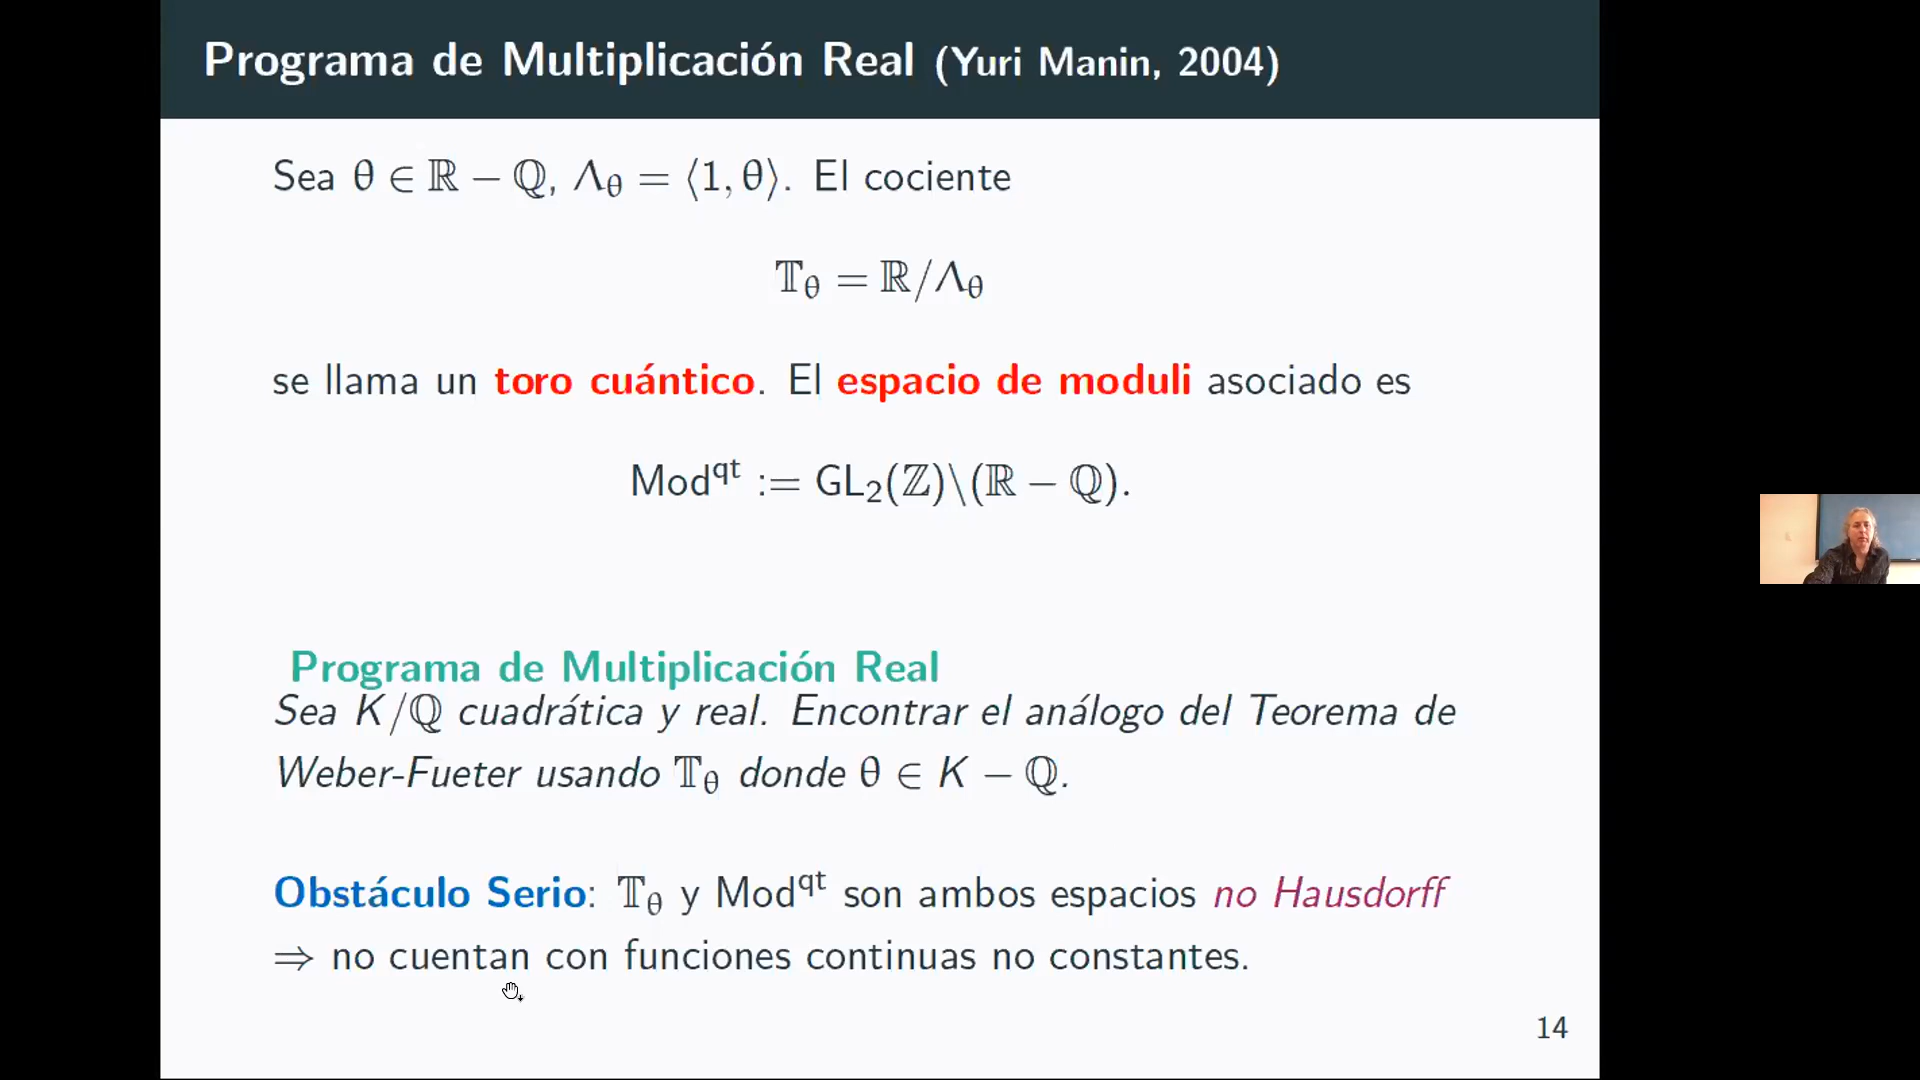 Programa de Multiplicación Real (Yuri Manin, 2004)
Sea θ ∈ ℝ − ℚ, Λθ = ⟨1, θ⟩. El cociente
𝕋θ = ℝ/Λθ
se llama un toro cuántico. El espacio de moduli asociado es
Mod^qt := GL₂(ℤ)\(ℝ − ℚ).
Programa de Multiplicación Real
Sea K/ℚ cuadrática y real. Encontrar el análogo del Teorema de
Weber-Fueter usando 𝕋θ donde θ ∈ K − ℚ.
Obstáculo Serio: 𝕋θ y Mod^qt son ambos espacios no Hausdorff
⇒ no cuentan con funciones continuas no constantes.
14